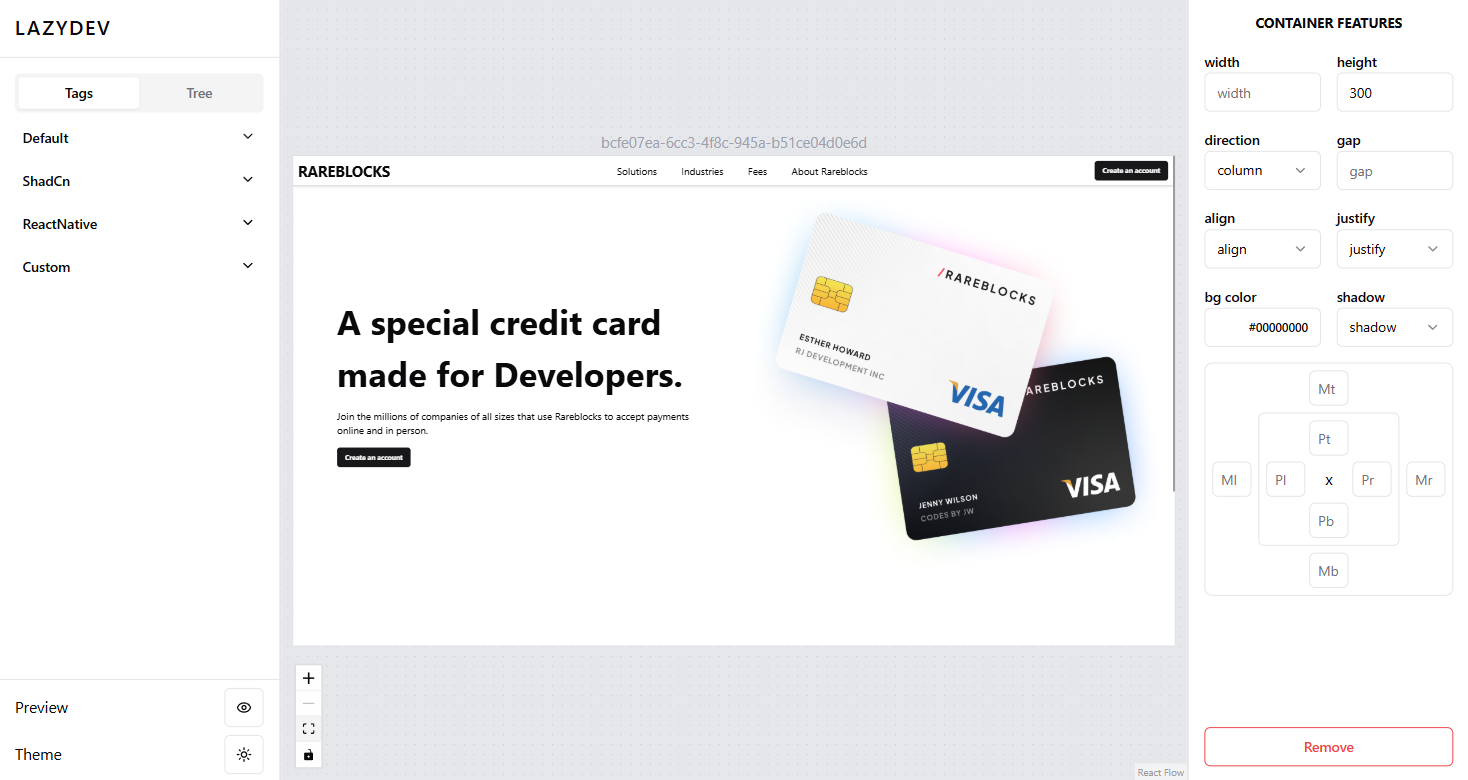 LAZYDEV
Tags
Tree
Default
ShadCn
ReactNative
Custom
Preview
Theme
bcfe07ea-6cc3-4f8c-945a-b51ce04d0e6d
RAREBLOCKS
Solutions
Industries
Fees
About Rareblocks
Create an account
A special credit card
made for Developers.
Join the millions of companies of all sizes that use Rareblocks to accept payments
online and in person.
Create an account
/RAREBLOCKS
ESTHER HOWARD
RJ DEVELOPMENT INC
VISA
AREBLOCKS
JENNY WILSON
CODES BY JW
VISA
React Flow
CONTAINER FEATURES
width
height
width
300
direction
gap
column
gap
align
justify
align
justify
bg color
shadow
#00000000
shadow
Mt
Pt
Ml
Pl
X
Pr
Mr
Pb
Mb
Remove